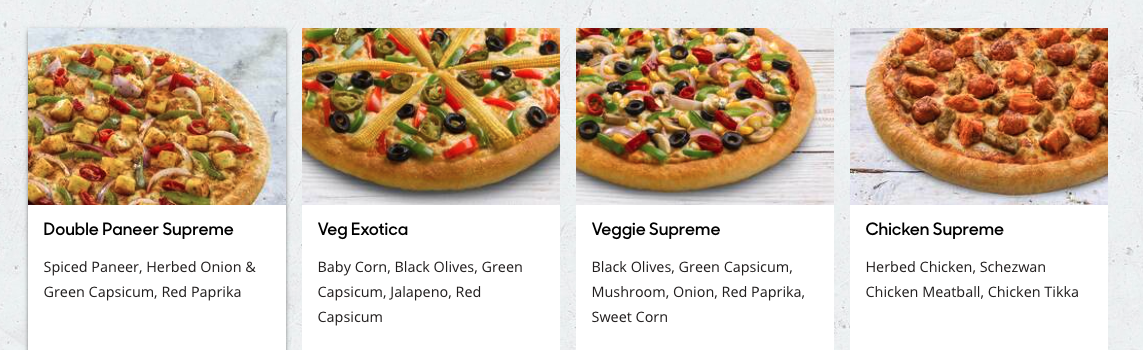 Double Paneer Supreme
Spiced Paneer, Herbed Onion &
Green Capsicum, Red Paprika
Veg Exotica
Baby Corn, Black Olives, Green
Capsicum, Jalapeno, Red
Capsicum
Veggie Supreme
Black Olives, Green Capsicum,
Mushroom, Onion, Red Paprika,
Sweet Corn
Chicken Supreme
Herbed Chicken, Schezwan
Chicken Meatball, Chicken Tikka